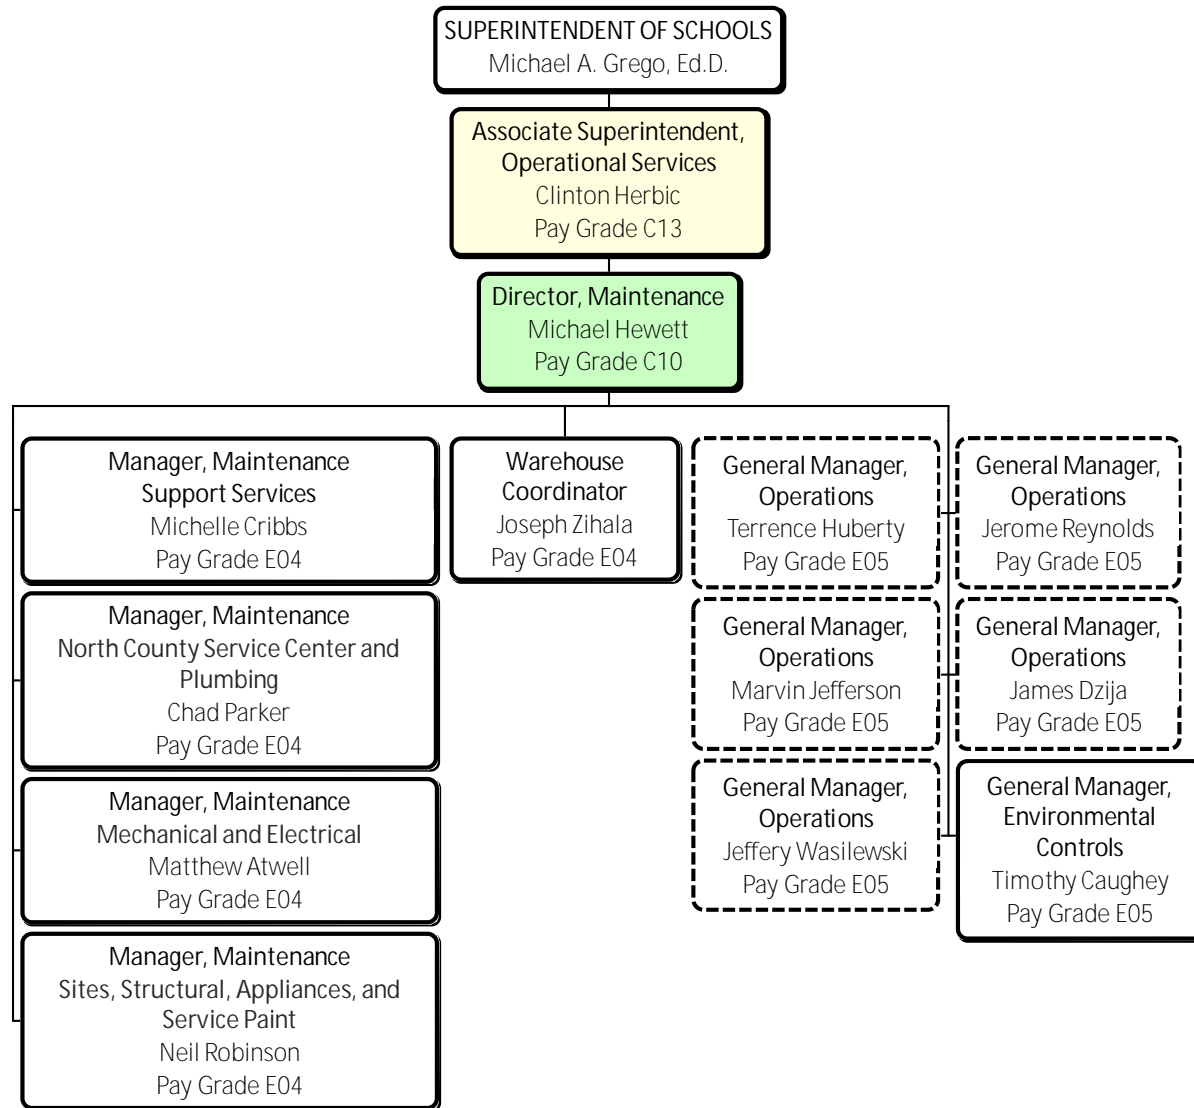 SUPERINTENDENT OF SCHOOLS
Michael A. Grego, Ed.D.
Associate Superintendent,
Operational Services
Clinton Herbic
Pay Grade C13
Director, Maintenance
Michael Hewett
Pay Grade C10
Manager, Maintenance
Support Services
Michelle Cribbs
Pay Grade E04
Manager, Maintenance
North County Service Center and
Plumbing
Chad Parker
Pay Grade E04
Manager, Maintenance
Mechanical and Electrical
Matthew Atwell
Pay Grade E04
Manager, Maintenance
Sites, Structural, Appliances, and
Service Paint
Neil Robinson
Pay Grade E04
Warehouse
Coordinator
Joseph Zihala
Pay Grade E04
General Manager,
Operations
Terrence Huberty
Pay Grade E05
General Manager,
Operations
Jerome Reynolds
Pay Grade E05
General Manager,
Operations
Marvin Jefferson
Pay Grade E05
General Manager,
Operations
James Dzija
Pay Grade E05
General Manager,
Operations
Jeffery Wasilewski
Pay Grade E05
General Manager,
Environmental
Controls
Timothy Caughey
Pay Grade E05